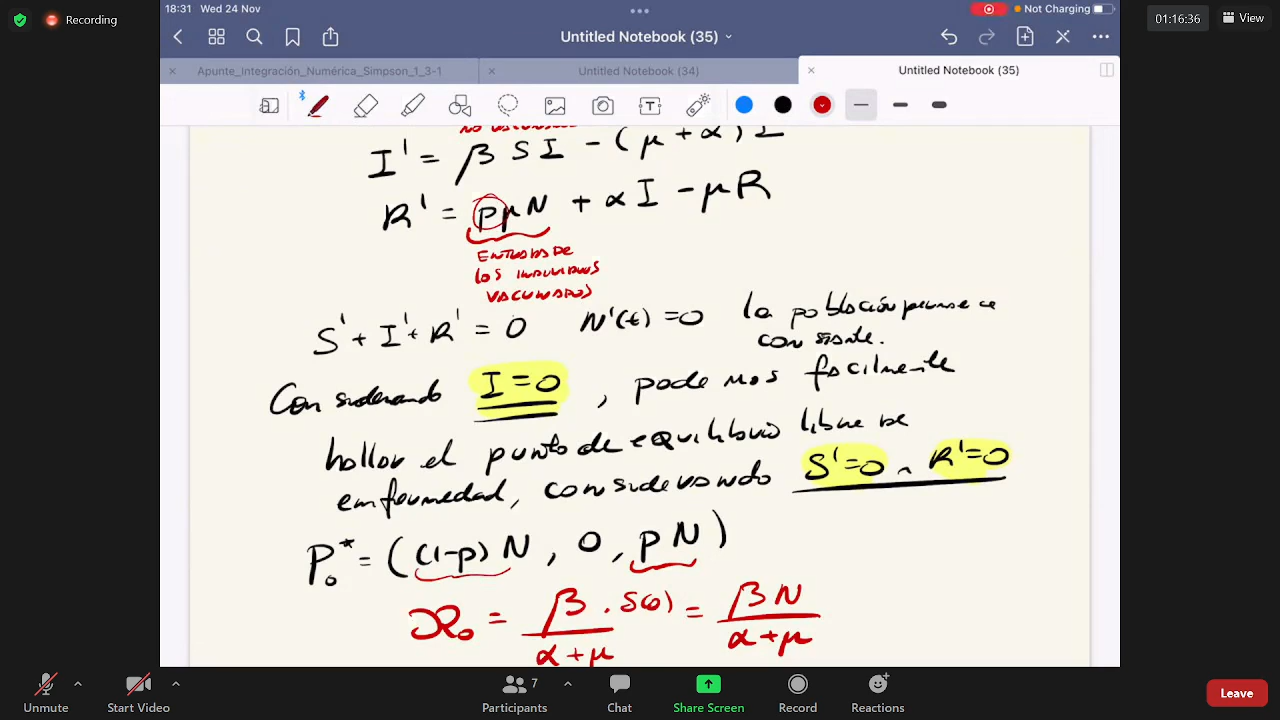 Recording
18:31 Wed 24 Nov
Not Charging
01:16:36
View
Untitled Notebook (35)
Apunte_Integración_Numérica_Simpson_1_3-1
Untitled Notebook (34)
Untitled Notebook (35)
I' = β S I - (μ + α) I
R' = pμN + αI - μR
ENTRADA DE
LOS INDIVIDUOS
VACUNADOS
S' + I' + R' = 0 N'(t) = 0 la población permanece
constante.
Considerando I = 0, podemos facilmente
hallar el punto de equilibrio libre de
enfermedad, considerando S' = 0 ∧ R' = 0
P₀* = ((1-p)N, 0, pN)
R₀ = β/(α+μ) · S(0) = βN/(α+μ)
Unmute
Start Video
7
Participants
Chat
Share Screen
Record
Reactions
Leave